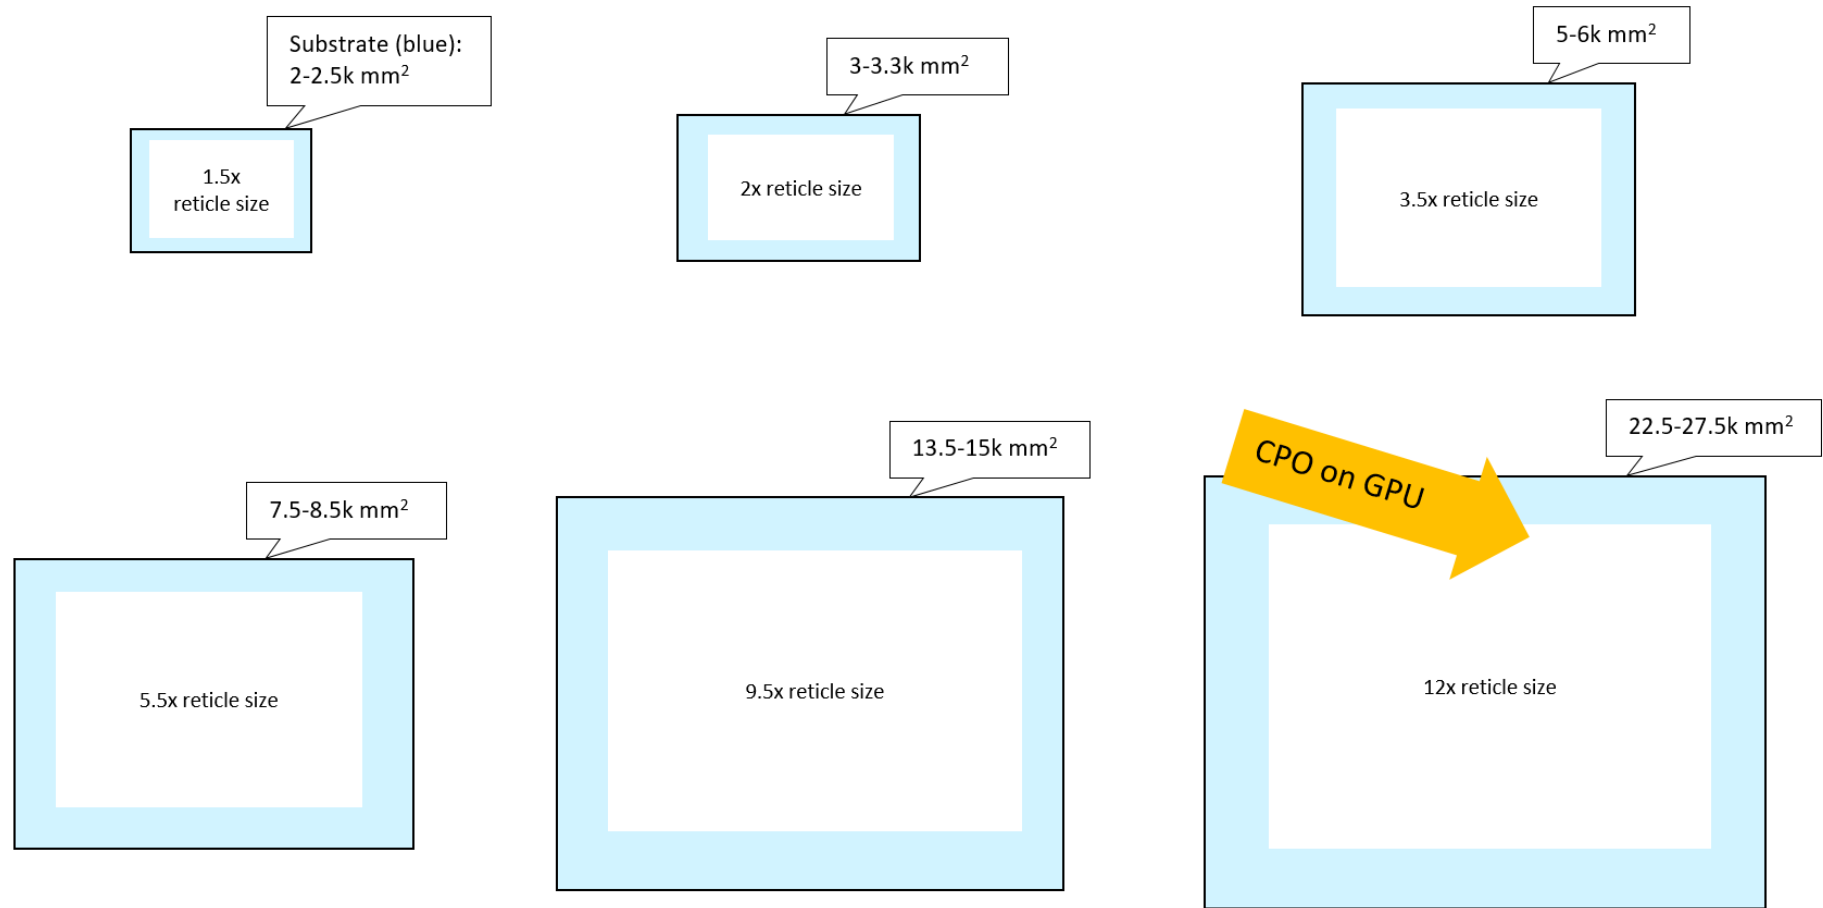 Substrate (blue):
2-2.5k mm²
1.5x
reticle size
3-3.3k mm²
2x reticle size
5-6k mm²
3.5x reticle size
7.5-8.5k mm²
5.5x reticle size
13.5-15k mm²
9.5x reticle size
22.5-27.5k mm²
CPO on GPU
12x reticle size